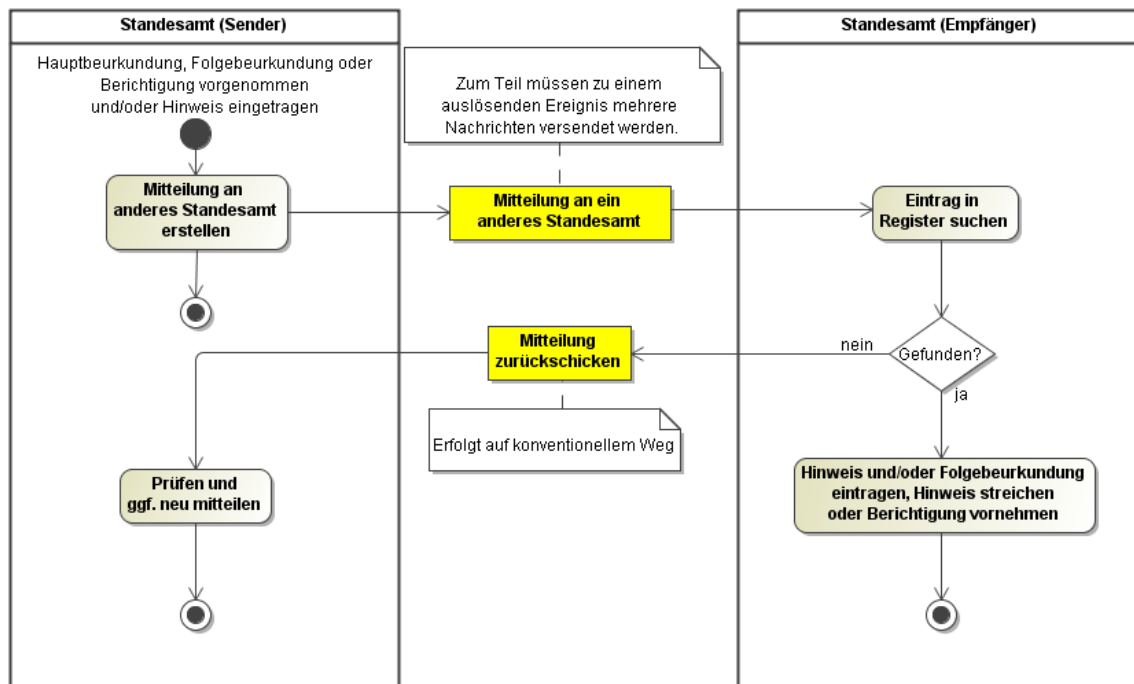 Standesamt (Sender)
Standesamt (Empfänger)
Hauptbeurkundung, Folgebeurkundung oder
Berichtigung vorgenommen
und/oder Hinweis eingetragen
Zum Teil müssen zu einem
auslösenden Ereignis mehrere
Nachrichten versendet werden.
Mitteilung an
anderes Standesamt
erstellen
Mitteilung an ein
anderes Standesamt
Eintrag in
Register suchen
Mitteilung
zurückschicken
nein
Gefunden?
ja
Erfolgt auf konventionellem Weg
Prüfen und
ggf. neu mitteilen
Hinweis und/oder Folgebeurkundung
eintragen, Hinweis streichen
oder Berichtigung vornehmen